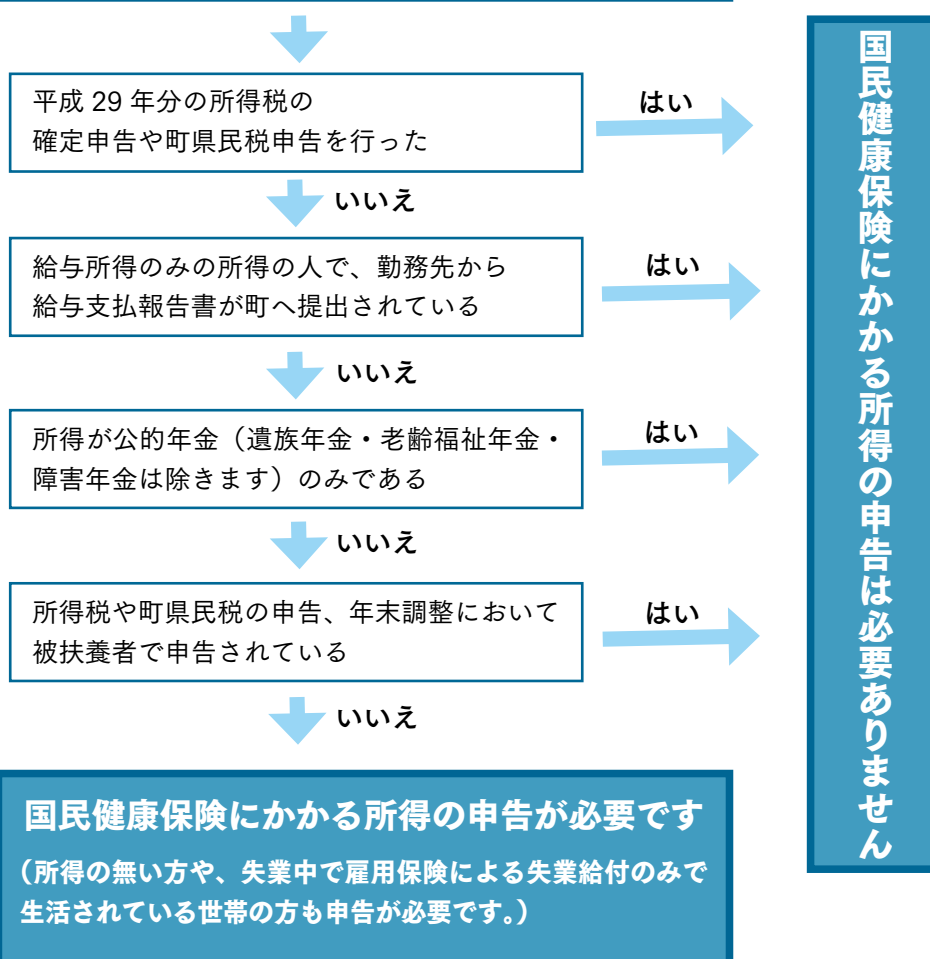 平成 29 年分の所得税の
確定申告や町県民税申告を行った
はい
いいえ
給与所得のみの所得の人で、勤務先から
給与支払報告書が町へ提出されている
はい
いいえ
所得が公的年金（遺族年金・老齢福祉年金・
障害年金は除きます）のみである
はい
いいえ
所得税や町県民税の申告、年末調整において
被扶養者で申告されている
はい
いいえ
国民健康保険にかかる所得の申告が必要です
（所得の無い方や、失業中で雇用保険による失業給付のみで
生活されている世帯の方も申告が必要です。）
国民健康保険にかかる所得の申告は必要ありません